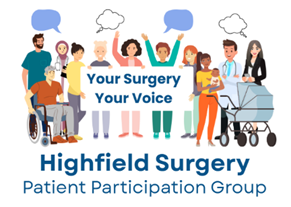 Your Surgery
Your Voice
Highfield Surgery
Patient Participation Group